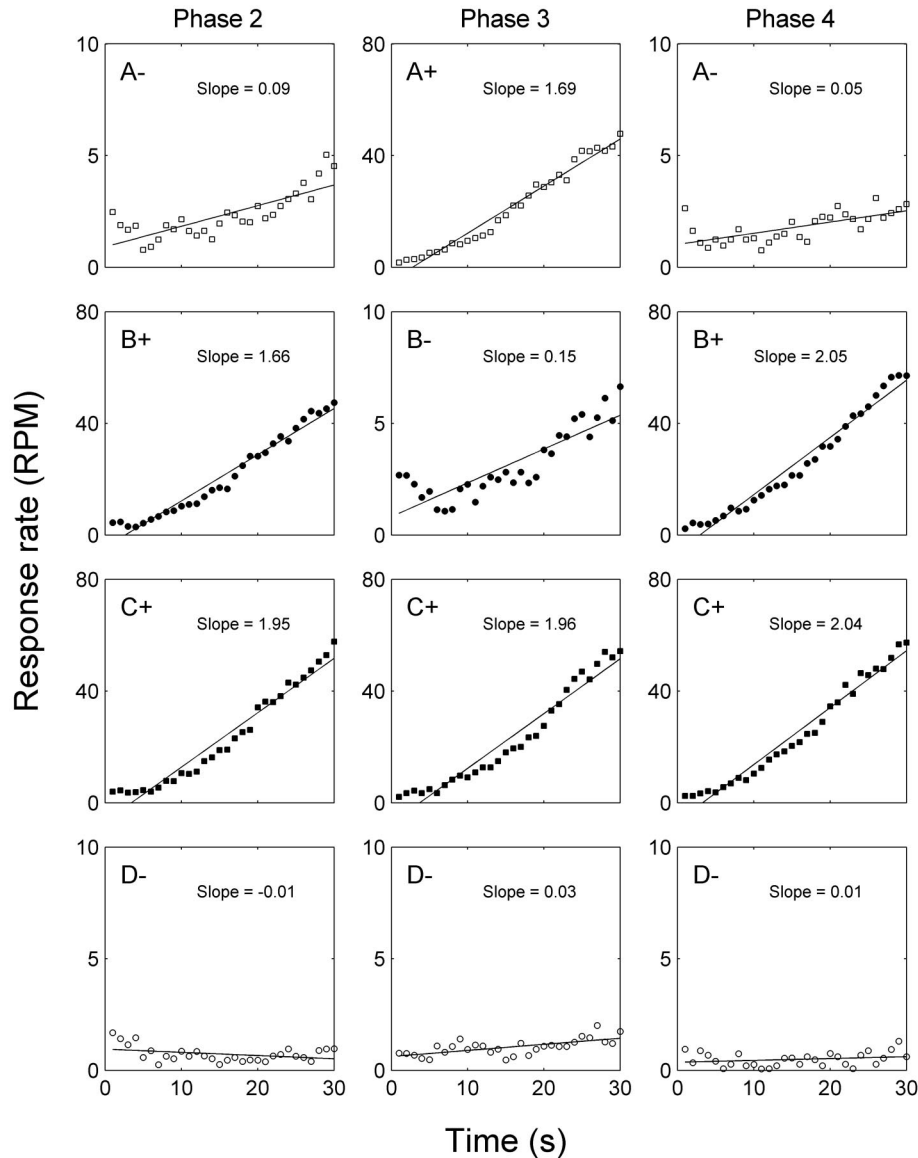 Phase 2 Phase 3 Phase 4
10 80 10
A- A+ A-
Slope = 0.09 Slope = 1.69 Slope = 0.05
5 40 5
0 0 0
80 10 80
B+ B- B+
Slope = 1.66 Slope = 0.15 Slope = 2.05
40 5 40
0 0 0
80 80 80
C+ C+ C+
Slope = 1.95 Slope = 1.96 Slope = 2.04
40 40 40
0 0 0
10 10 10
D- D- D-
Slope = -0.01 Slope = 0.03 Slope = 0.01
5 5 5
0 0 0
0 10 20 30 0 10 20 30 0 10 20 30
Response rate (RPM)
Time (s)